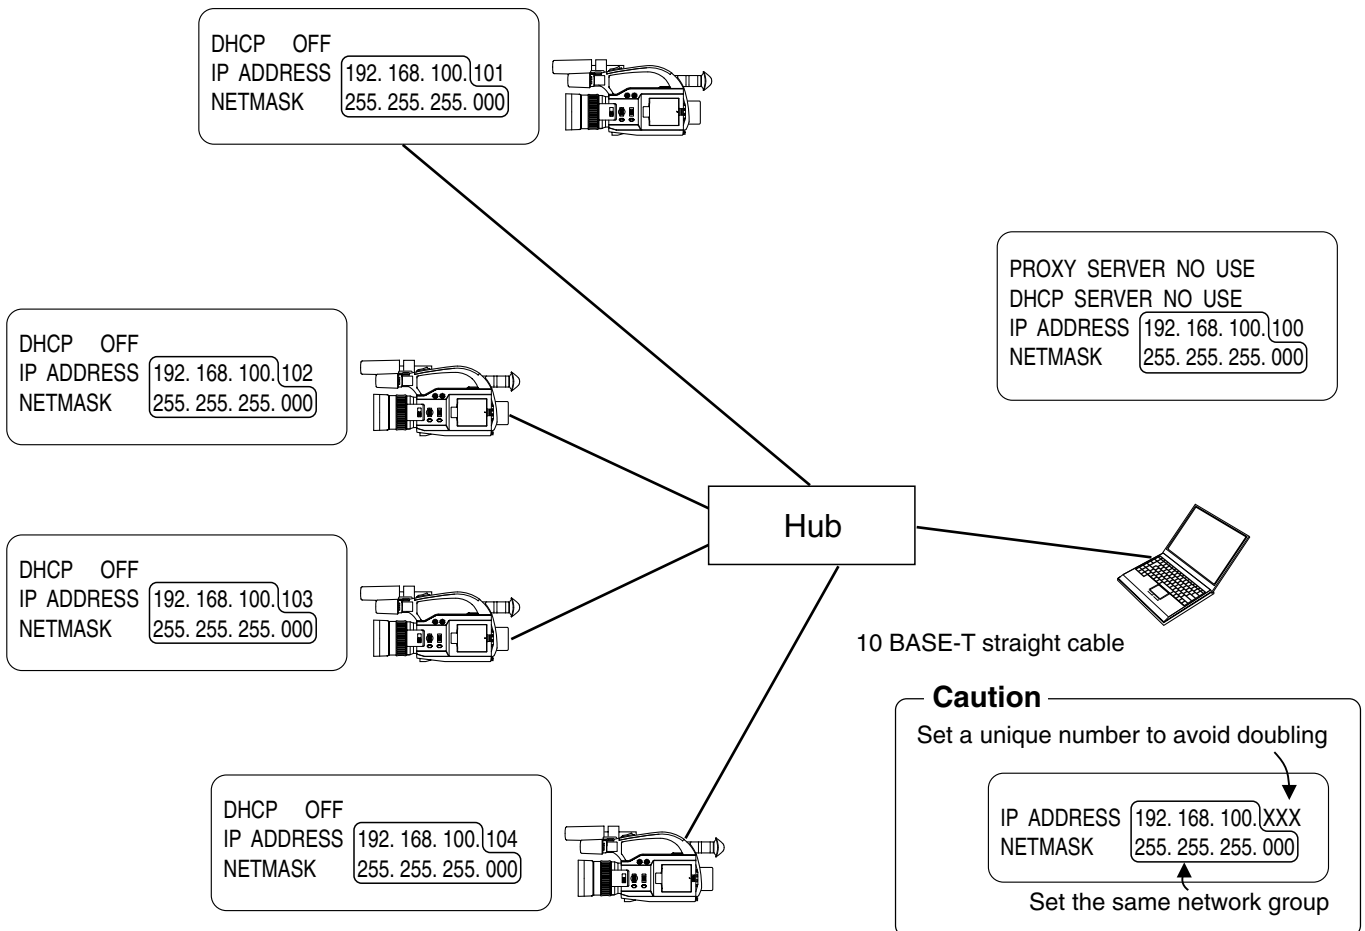 DHCP OFF
IP ADDRESS 192. 168. 100. 101
NETMASK 255. 255. 255. 000
PROXY SERVER NO USE
DHCP SERVER NO USE
IP ADDRESS 192. 168. 100. 100
NETMASK 255. 255. 255. 000
DHCP OFF
IP ADDRESS 192. 168. 100. 102
NETMASK 255. 255. 255. 000
Hub
DHCP OFF
IP ADDRESS 192. 168. 100. 103
NETMASK 255. 255. 255. 000
10 BASE-T straight cable
DHCP OFF
IP ADDRESS 192. 168. 100. 104
NETMASK 255. 255. 255. 000
Caution
Set a unique number to avoid doubling
IP ADDRESS 192. 168. 100. XXX
NETMASK 255. 255. 255. 000
Set the same network group